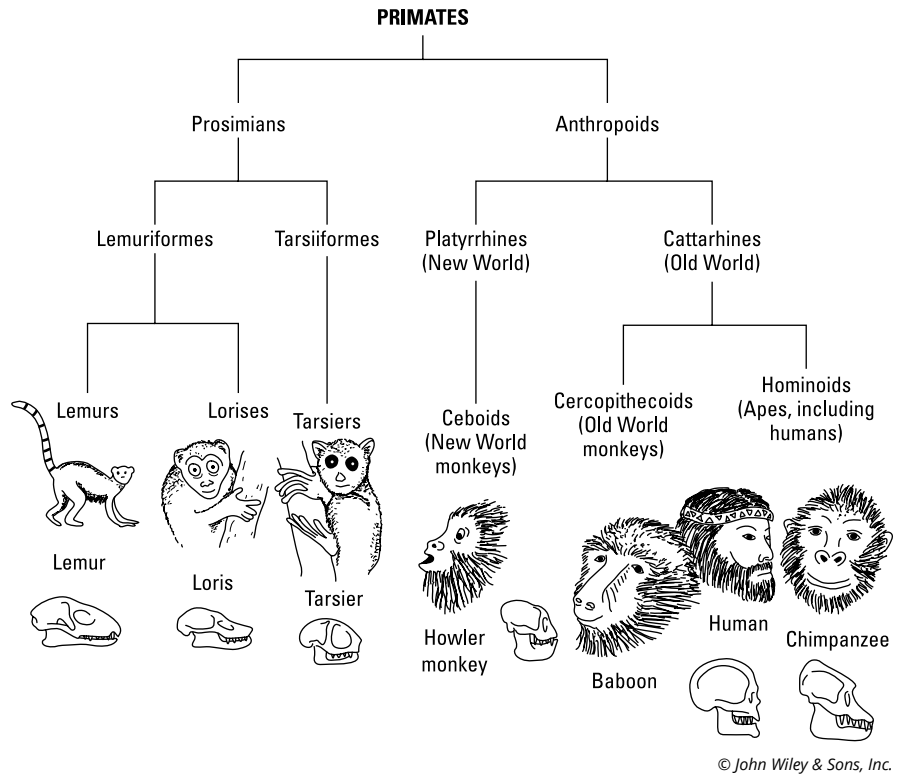 PRIMATES
Prosimians
Anthropoids
Lemuriformes
Tarsiiformes
Platyrrhines
(New World)
Cattarhines
(Old World)
Lemurs
Lorises
Tarsiers
Ceboids
(New World
monkeys)
Cercopithecoids
(Old World
monkeys)
Hominoids
(Apes, including
humans)
Lemur
Loris
Tarsier
Howler
monkey
Baboon
Human
Chimpanzee
© John Wiley & Sons, Inc.